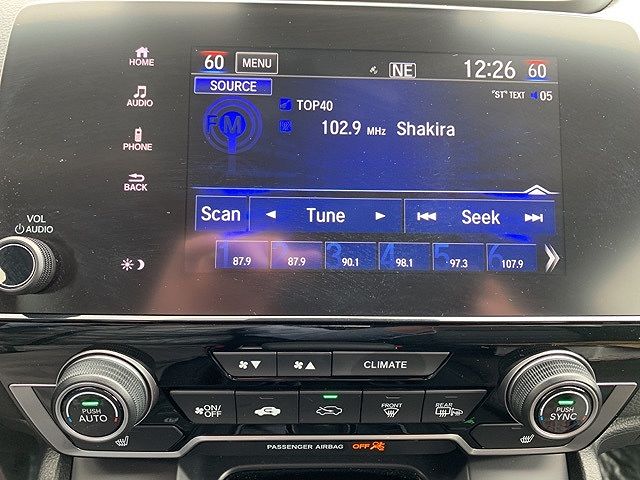 HOME
AUDIO
PHONE
BACK
VOL
AUDIO
60 MENU NE 12:26 60
SOURCE "ST" TEXT 05
FM TOP40
102.9 MHz Shakira
Scan Tune Seek
1 2 3 4 5 6
87.9 87.9 90.1 98.1 97.3 107.9
CLIMATE
PUSH AUTO
ON/OFF
FRONT
REAR
PUSH SYNC
PASSENGER AIRBAG OFF